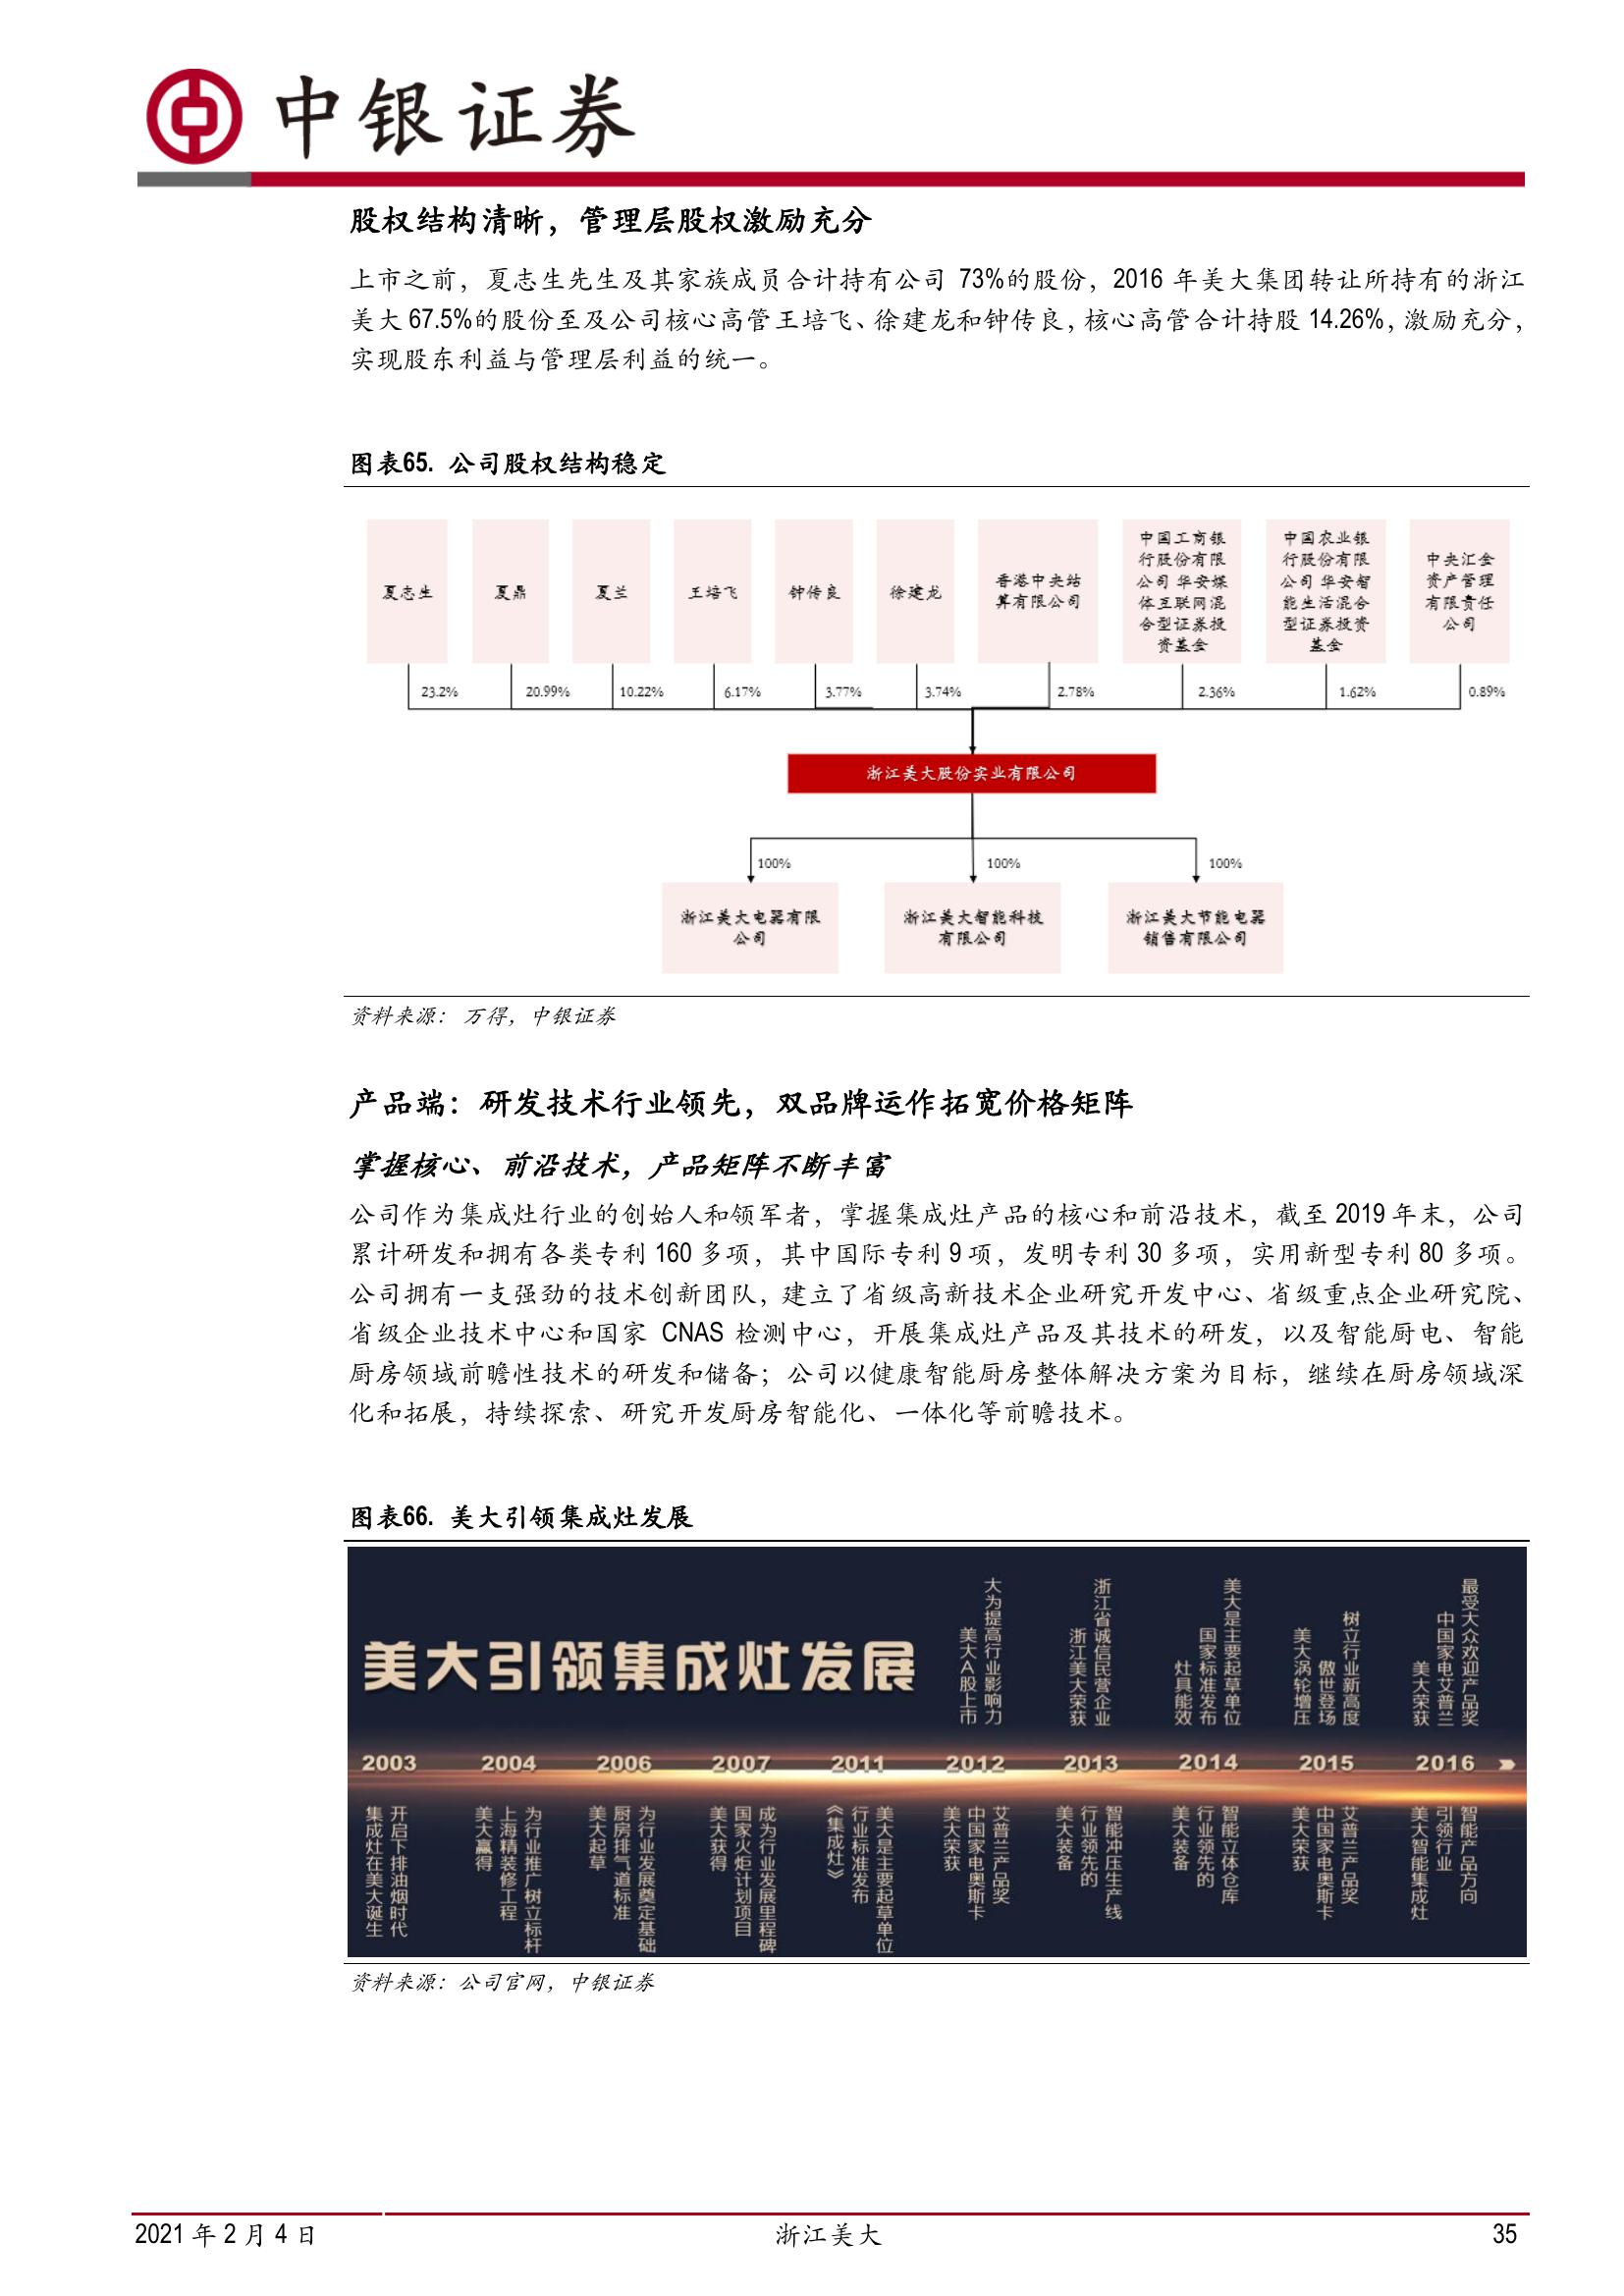 中银证券
股权结构清晰，管理层股权激励充分
上市之前，夏志生先生及其家族成员合计持有公司 73%的股份，2016 年美大集团转让所持有的浙江
美大 67.5%的股份至及公司核心高管王培飞、徐建龙和钟传良，核心高管合计持股 14.26%，激励充分，
实现股东利益与管理层利益的统一。
图表65. 公司股权结构稳定
夏志生
夏鼎
夏兰
王培飞
钟传良
徐建龙
香港中央结
算有限公司
中国工商银
行股份有限
公司 华安媒
体互联网混
合型证券投
资基金
中国农业银
行股份有限
公司 华安智
能生活混合
型证券投资
基金
中央汇金
资产管理
有限责任
公司
23.2%
20.99%
10.22%
6.17%
3.77%
3.74%
2.78%
2.36%
1.62%
0.89%
浙江美大股份实业有限公司
100%
100%
100%
浙江美大电器有限
公司
浙江美大智能科技
有限公司
浙江美大节能电器
销售有限公司
资料来源： 万得，中银证券
产品端：研发技术行业领先，双品牌运作拓宽价格矩阵
掌握核心、前沿技术，产品矩阵不断丰富
公司作为集成灶行业的创始人和领军者，掌握集成灶产品的核心和前沿技术，截至 2019 年末，公司
累计研发和拥有各类专利 160 多项，其中国际专利 9 项，发明专利 30 多项，实用新型专利 80 多项。
公司拥有一支强劲的技术创新团队，建立了省级高新技术企业研究开发中心、省级重点企业研究院、
省级企业技术中心和国家 CNAS 检测中心，开展集成灶产品及其技术的研发，以及智能厨电、智能
厨房领域前瞻性技术的研发和储备；公司以健康智能厨房整体解决方案为目标，继续在厨房领域深
化和拓展，持续探索、研究开发厨房智能化、一体化等前瞻技术。
图表66. 美大引领集成灶发展
美大引领集成灶发展
美大A股上市
大为提高行业影响力
浙江美大荣获
浙江省诚信民营企业
灶具能效
国家标准发布
美大是主要起草单位
美大涡轮增压
傲世登场
树立行业新高度
美大荣获
中国家电艾普兰
最受大众欢迎产品奖
2003
2004
2006
2007
2011
2012
2013
2014
2015
2016
集成灶在美大诞生
开启下排油烟时代
美大赢得
上海精装修工程
为行业推广树立标杆
美大起草
厨房排气道标准
为行业发展奠定基础
美大获得
国家火炬计划项目
成为行业发展里程碑
《集成灶》
行业标准发布
美大是主要起草单位
美大荣获
中国家电奥斯卡
艾普兰产品奖
美大装备
行业领先的
智能冲压生产线
美大装备
行业领先的
智能立体仓库
美大荣获
中国家电奥斯卡
艾普兰产品奖
美大智能集成灶
引领行业
智能产品方向
资料来源：公司官网，中银证券
2021 年 2 月 4 日
浙江美大
35